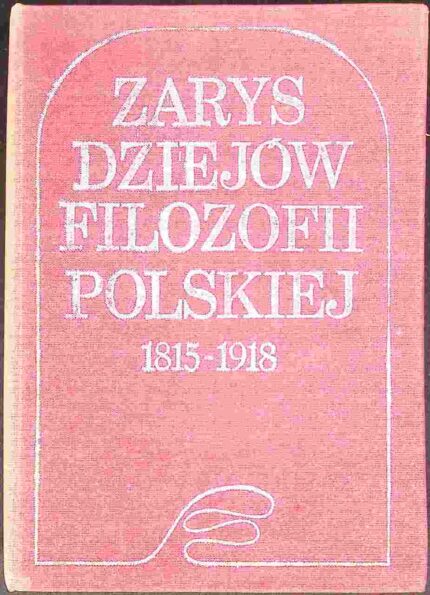 ZARYS
DZIEJÓW
FILOZOFII
POLSKIEJ
1815-1918